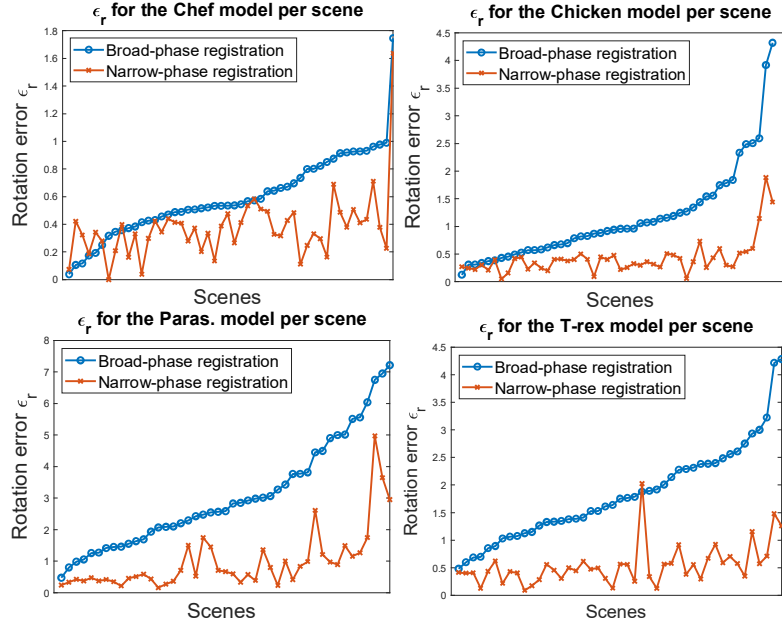 ϵr for the Chef model per scene
1.8
1.6
1.4
1.2
1
0.8
0.6
0.4
0.2
0
Rotation error ϵr
Broad-phase registration
Narrow-phase registration
Scenes
ϵr for the Chicken model per scene
4.5
4
3.5
3
2.5
2
1.5
1
0.5
0
Rotation error ϵr
Broad-phase registration
Narrow-phase registration
Scenes
ϵr for the Paras. model per scene
8
7
6
5
4
3
2
1
0
Rotation error ϵr
Broad-phase registration
Narrow-phase registration
Scenes
ϵr for the T-rex model per scene
4.5
4
3.5
3
2.5
2
1.5
1
0.5
0
Rotation error ϵr
Broad-phase registration
Narrow-phase registration
Scenes